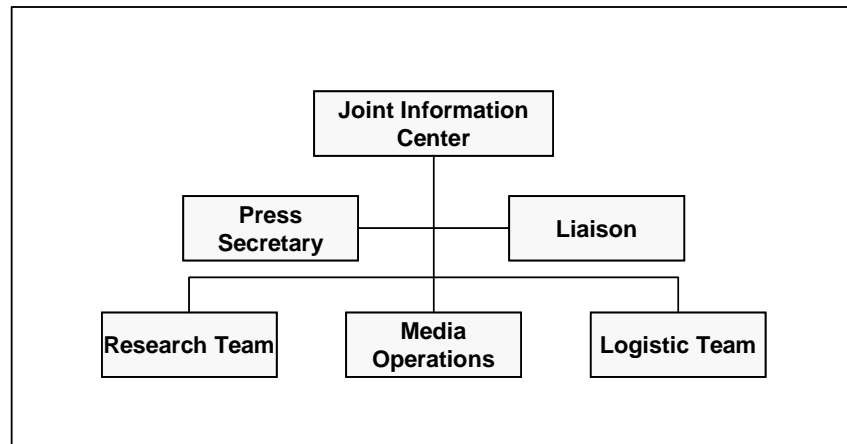 Joint Information
Center
Press
Secretary
Liaison
Research Team
Media
Operations
Logistic Team